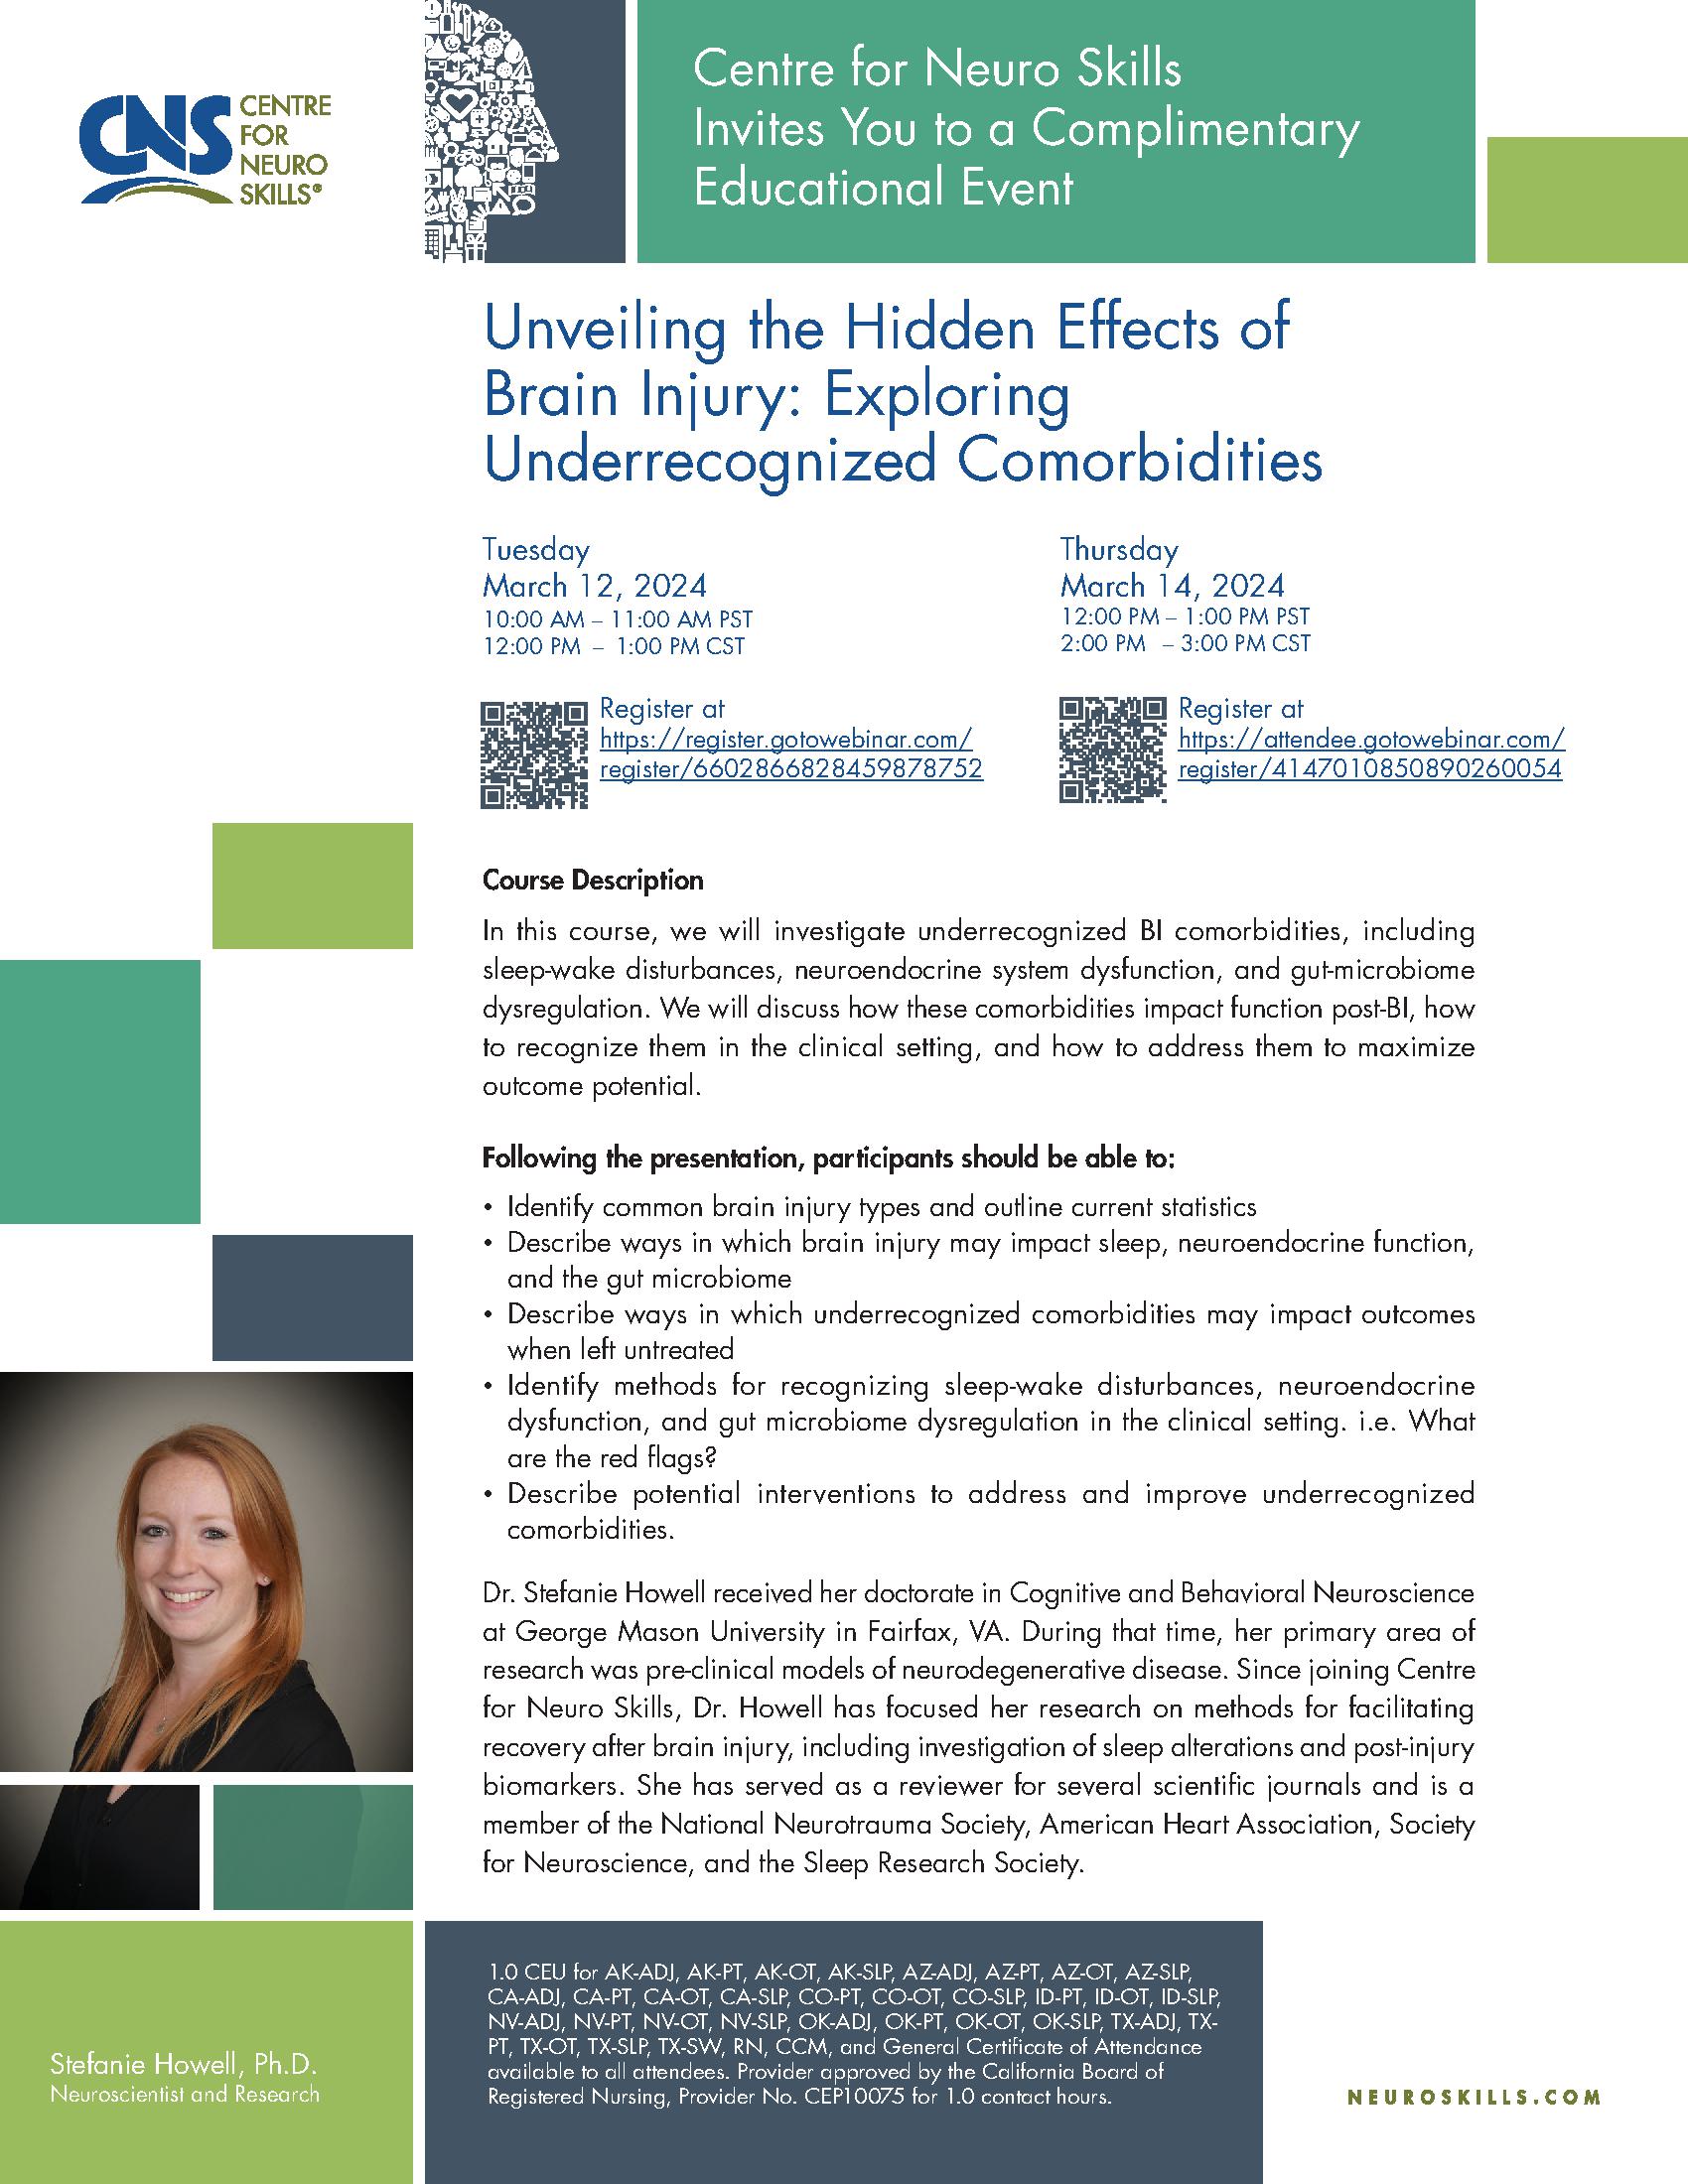 CNS CENTRE
FOR
NEURO
SKILLS®
Centre for Neuro Skills
Invites You to a Complimentary
Educational Event
Unveiling the Hidden Effects of
Brain Injury: Exploring
Underrecognized Comorbidities
Tuesday
March 12, 2024
10:00 AM – 11:00 AM PST
12:00 PM – 1:00 PM CST
Register at
https://register.gotowebinar.com/
register/6602866828459878752
Thursday
March 14, 2024
12:00 PM – 1:00 PM PST
2:00 PM – 3:00 PM CST
Register at
https://attendee.gotowebinar.com/
register/4147010850890260054
Course Description
In this course, we will investigate underrecognized BI comorbidities, including
sleep-wake disturbances, neuroendocrine system dysfunction, and gut-microbiome
dysregulation. We will discuss how these comorbidities impact function post-BI, how
to recognize them in the clinical setting, and how to address them to maximize
outcome potential.
Following the presentation, participants should be able to:
• Identify common brain injury types and outline current statistics
• Describe ways in which brain injury may impact sleep, neuroendocrine function,
and the gut microbiome
• Describe ways in which underrecognized comorbidities may impact outcomes
when left untreated
• Identify methods for recognizing sleep-wake disturbances, neuroendocrine
dysfunction, and gut microbiome dysregulation in the clinical setting. i.e. What
are the red flags?
• Describe potential interventions to address and improve underrecognized
comorbidities.
Dr. Stefanie Howell received her doctorate in Cognitive and Behavioral Neuroscience
at George Mason University in Fairfax, VA. During that time, her primary area of
research was pre-clinical models of neurodegenerative disease. Since joining Centre
for Neuro Skills, Dr. Howell has focused her research on methods for facilitating
recovery after brain injury, including investigation of sleep alterations and post-injury
biomarkers. She has served as a reviewer for several scientific journals and is a
member of the National Neurotrauma Society, American Heart Association, Society
for Neuroscience, and the Sleep Research Society.
Stefanie Howell, Ph.D.
Neuroscientist and Research
1.0 CEU for AK-ADJ, AK-PT, AK-OT, AK-SLP, AZ-ADJ, AZ-PT, AZ-OT, AZ-SLP,
CA-ADJ, CA-PT, CA-OT, CA-SLP, CO-PT, CO-OT, CO-SLP, ID-PT, ID-OT, ID-SLP,
NV-ADJ, NV-PT, NV-OT, NV-SLP, OK-ADJ, OK-PT, OK-OT, OK-SLP, TX-ADJ, TX-
PT, TX-OT, TX-SLP, TX-SW, RN, CCM, and General Certificate of Attendance
available to all attendees. Provider approved by the California Board of
Registered Nursing, Provider No. CEP10075 for 1.0 contact hours.
NEUROSKILLS.COM